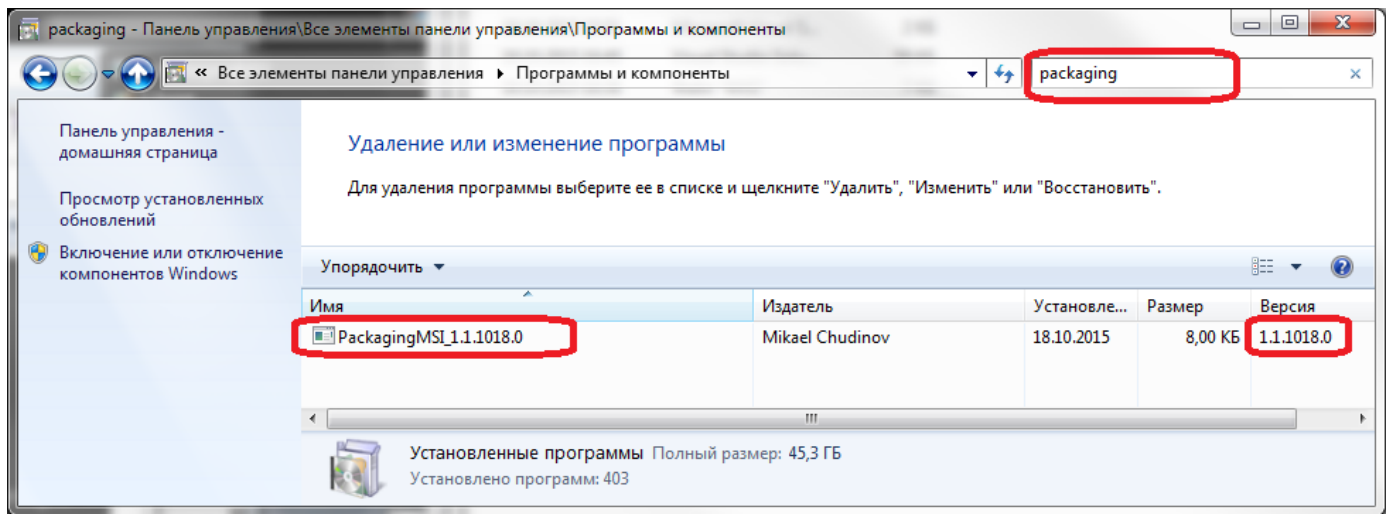 packaging - Панель управления\Все элементы панели управления\Программы и компоненты
« Все элементы панели управления ▸ Программы и компоненты
packaging
Панель управления -
домашняя страница
Просмотр установленных
обновлений
Включение или отключение
компонентов Windows
Удаление или изменение программы
Для удаления программы выберите ее в списке и щелкните "Удалить", "Изменить" или "Восстановить".
Упорядочить
Имя Издатель Установле... Размер Версия
PackagingMSI_1.1.1018.0 Mikael Chudinov 18.10.2015 8,00 КБ 1.1.1018.0
Установленные программы Полный размер: 45,3 ГБ
Установлено программ: 403